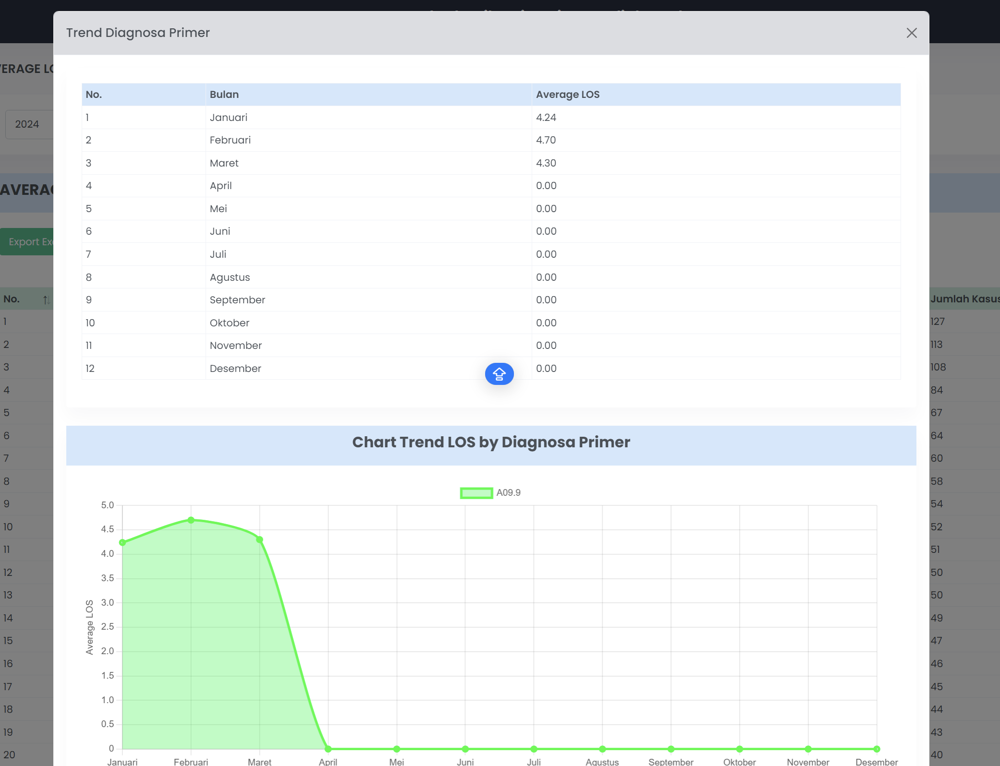 Trend Diagnosa Primer
2024
No. Bulan Average LOS
1 Januari 4.24
2 Februari 4.70
3 Maret 4.30
4 April 0.00
5 Mei 0.00
6 Juni 0.00
7 Juli 0.00
8 Agustus 0.00
9 September 0.00
10 Oktober 0.00
11 November 0.00
12 Desember 0.00
Export
No. Jumlah Kasus
1 127
2 113
3 108
4 84
5 67
6 64
7 60
8 58
9 54
10 52
11 51
12 50
13 50
14 49
15 47
16 46
17 45
18 44
19 43
20 40
Chart Trend LOS by Diagnosa Primer
A09.9
Average LOS
5.0
4.5
4.0
3.5
3.0
2.5
2.0
1.5
1.0
0.5
0
Januari Februari Maret April Mei Juni Juli Agustus September Oktober November Desember